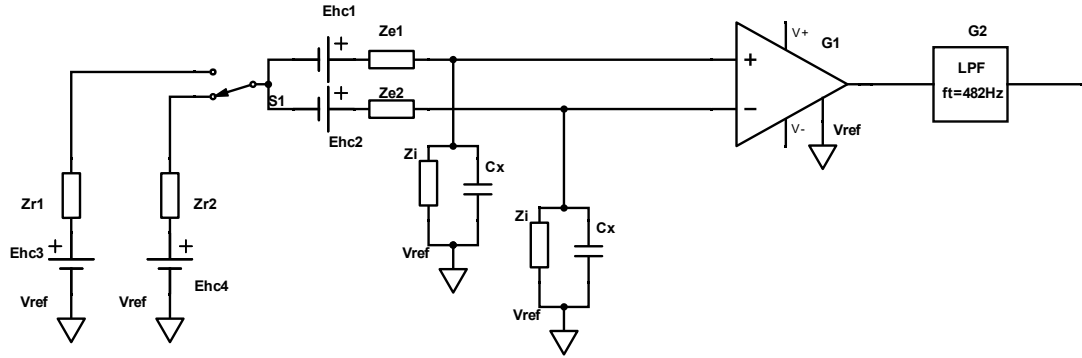 Ehc1
Ze1
V+
G1
G2
+
+
LPF
ft=482Hz
S1
+
Ze2
−
Ehc2
V-
Vref
Zi
Cx
Zr1
Zr2
Zi
Cx
Ehc3
+
+
Vref
Ehc4
Vref
Vref
Vref